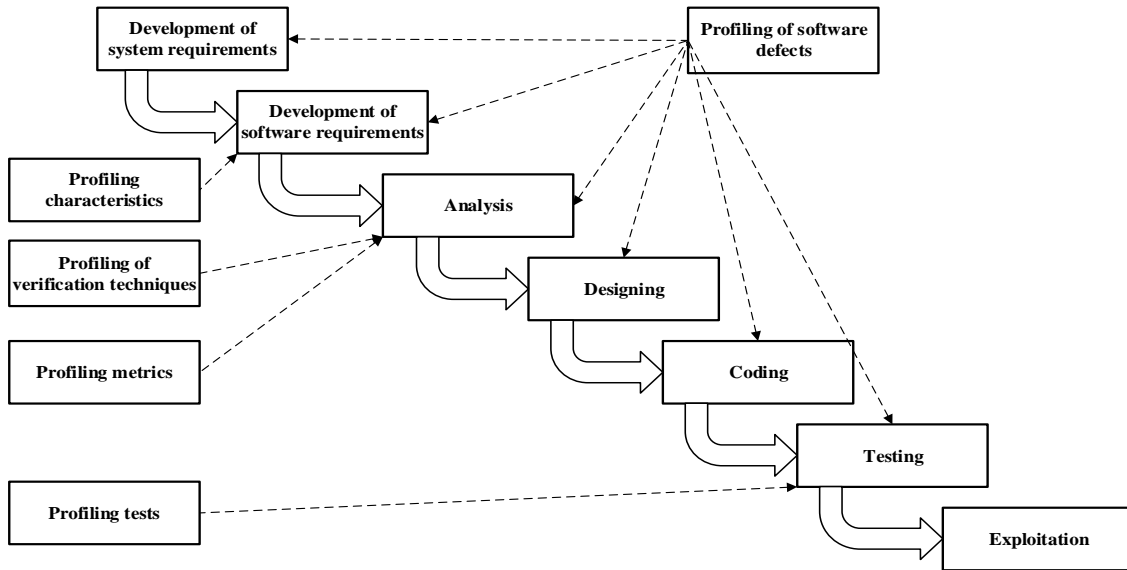 Development of
system requirements
Profiling of software
defects
Development of
software requirements
Profiling
characteristics
Analysis
Profiling of
verification techniques
Designing
Profiling metrics
Coding
Testing
Profiling tests
Exploitation